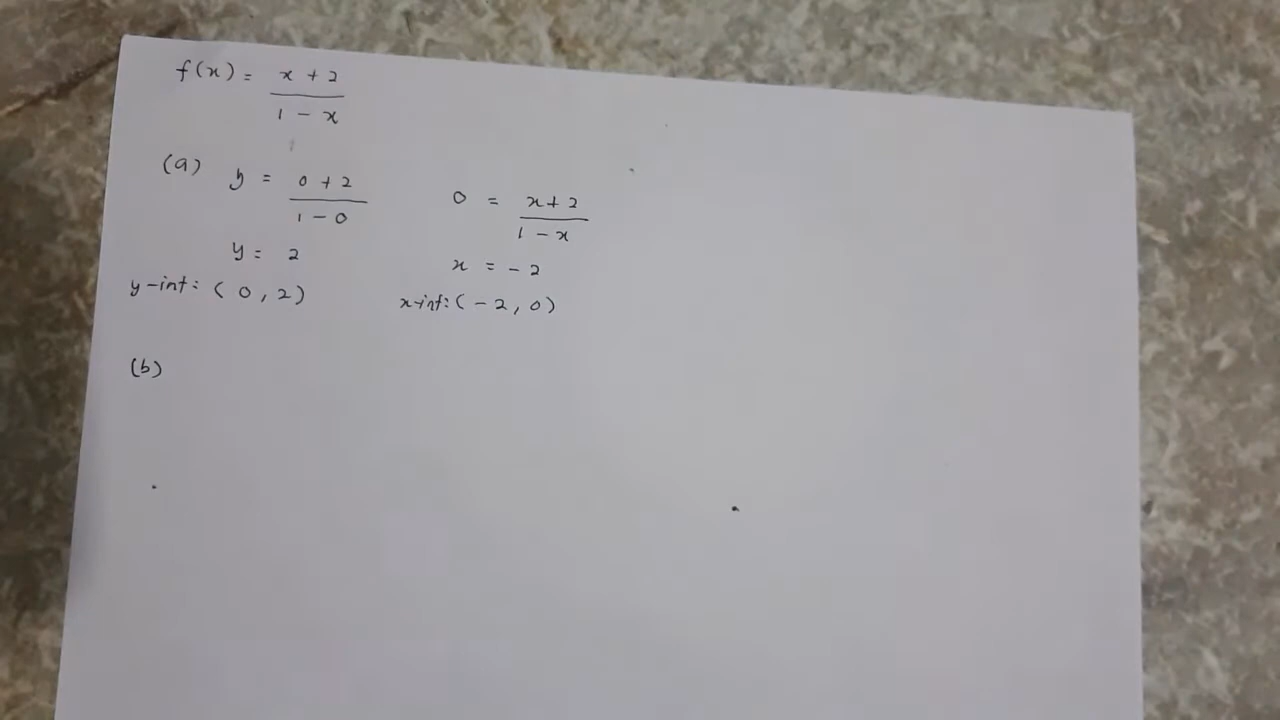 f(x) = x + 2
1 - x
(a) y = 0 + 2
1 - 0
0 = x + 2
1 - x
y = 2
x = - 2
y-int: (0, 2)
x-int: (- 2, 0)
(b)